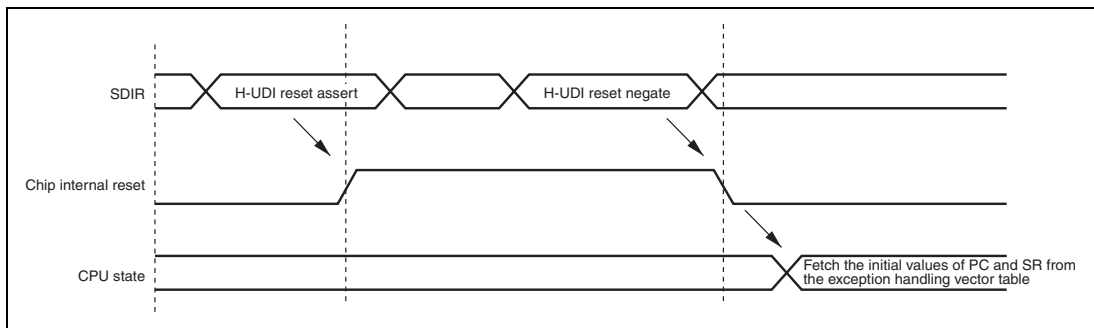 SDIR
H-UDI reset assert
H-UDI reset negate
Chip internal reset
CPU state
Fetch the initial values of PC and SR from
the exception handling vector table